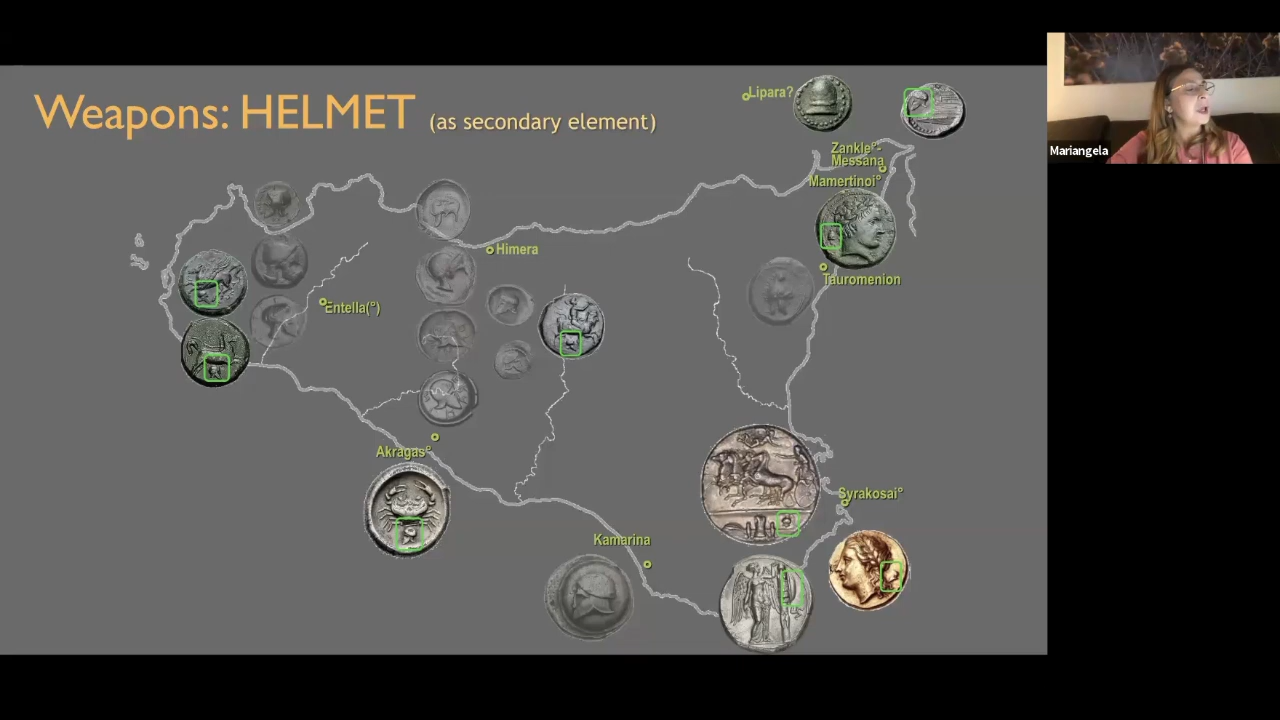 Weapons: HELMET (as secondary element)
Lipara?
Zankle°-
Messana
Mamertinoi°
Tauromenion
Himera
Entella(°)
Akragas°
Syrakosai°
Kamarina
Mariangela